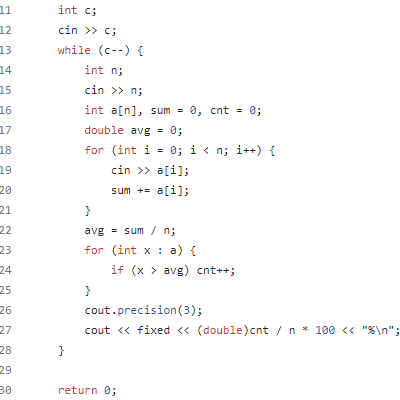 11 int c;
12 cin >> c;
13 while (c--) {
14 int n;
15 cin >> n;
16 int a[n], sum = 0, cnt = 0;
17 double avg = 0;
18 for (int i = 0; i < n; i++) {
19 cin >> a[i];
20 sum += a[i];
21 }
22 avg = sum / n;
23 for (int x : a) {
24 if (x > avg) cnt++;
25 }
26 cout.precision(3);
27 cout << fixed << (double)cnt / n * 100 << "%\n";
28 }
29
30 return 0;